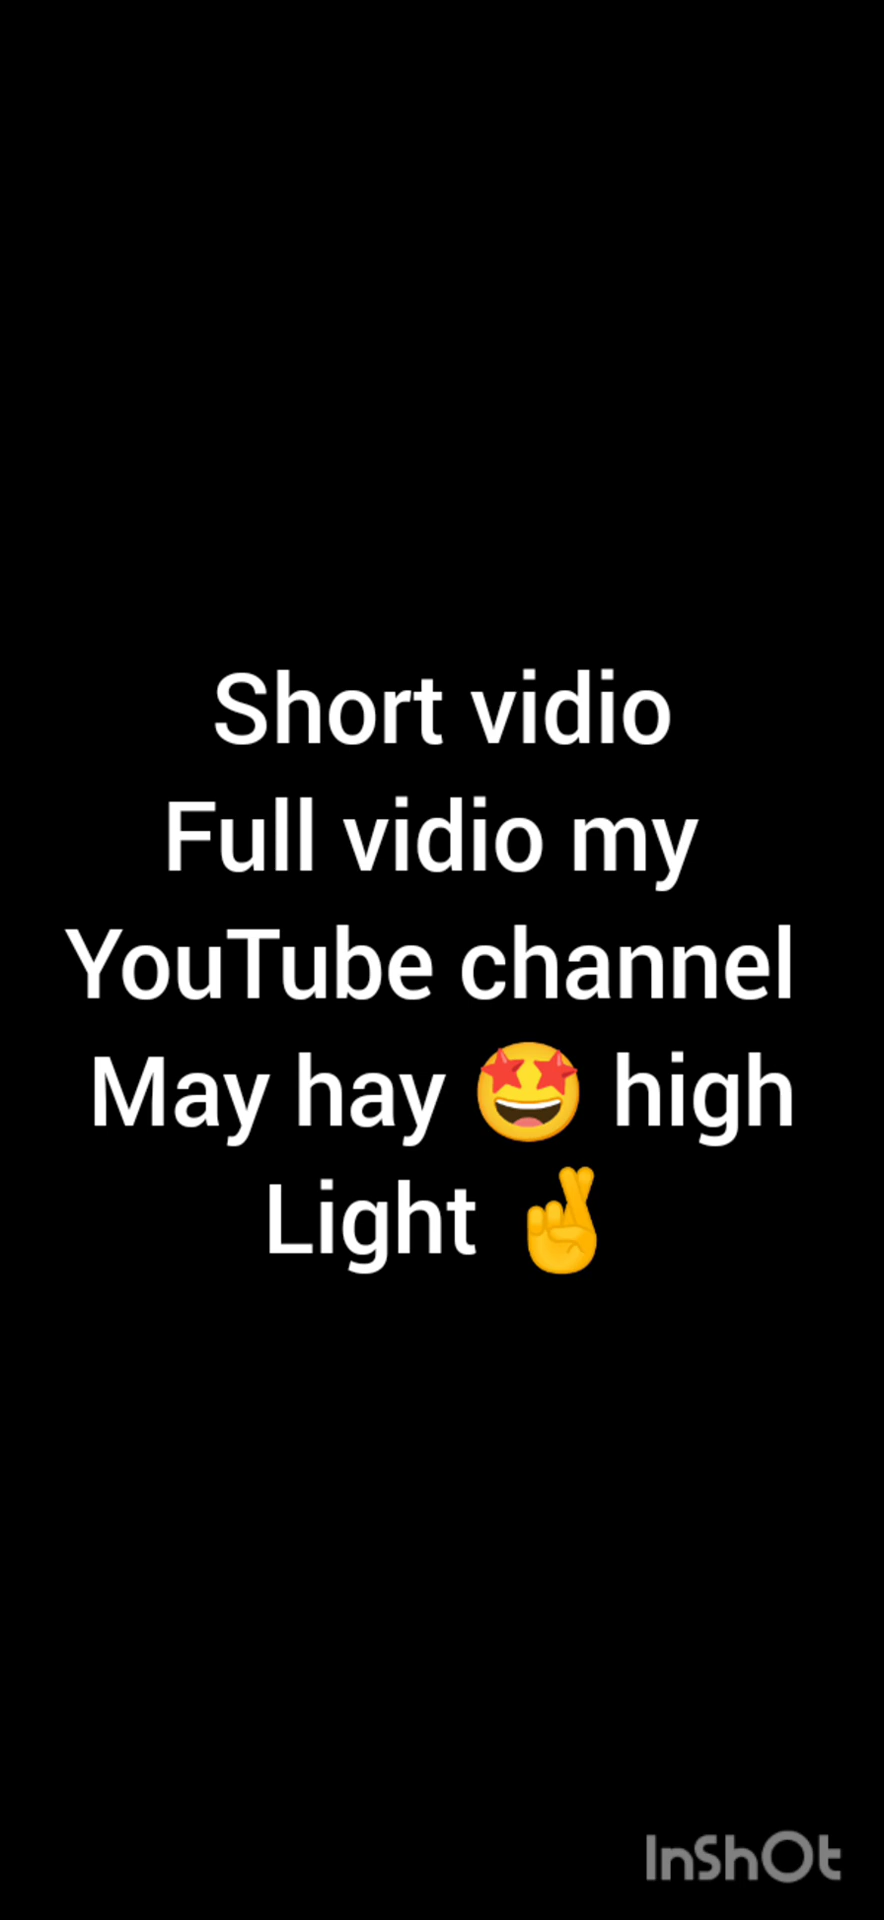 Short vidio
Full vidio my
YouTube channel
May hay 🤩 high
Light 🤞
InShOt